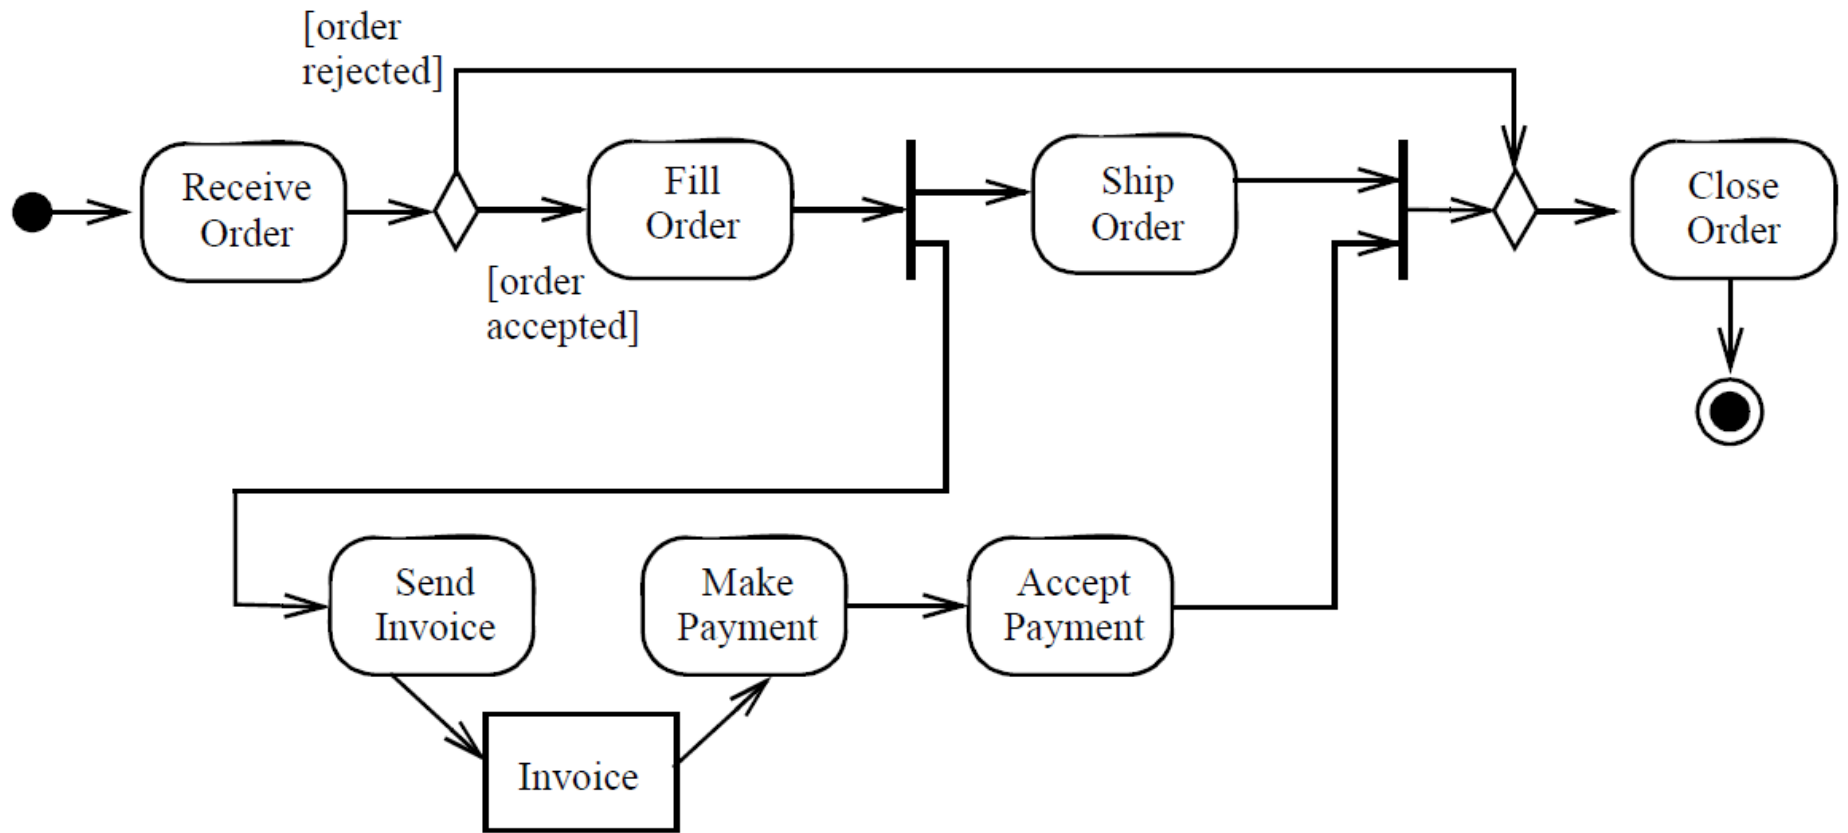 [order
rejected]
Receive
Order
[order
accepted]
Fill
Order
Ship
Order
Close
Order
Send
Invoice
Make
Payment
Accept
Payment
Invoice